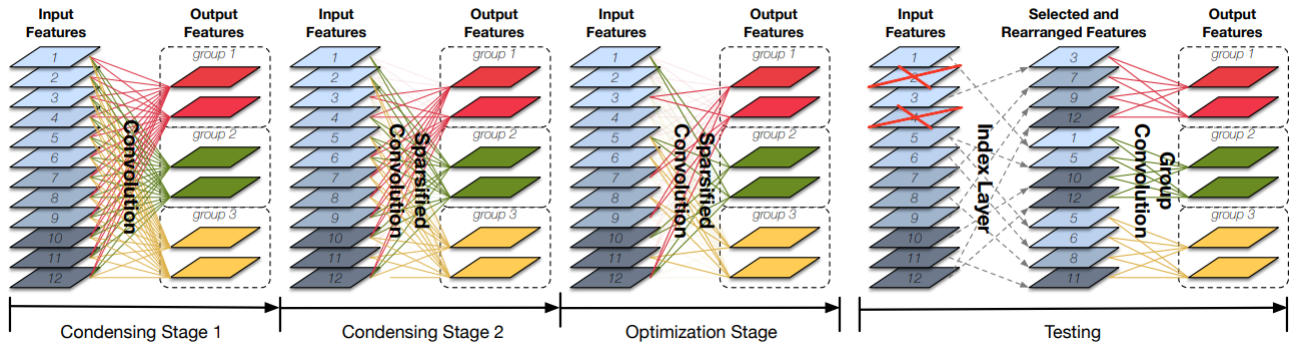 Input
Features
Output
Features
Input
Features
Output
Features
Input
Features
Output
Features
Input
Features
Selected and
Rearranged Features
Output
Features
1
2
3
4
5
6
7
8
9
10
11
12
Convolution
group 1
group 2
group 3
1
2
3
4
5
6
7
8
9
10
11
12
Sparsified
Convolution
group 1
group 2
group 3
1
2
3
4
5
6
7
8
9
10
11
12
Sparsified
Convolution
group 1
group 2
group 3
1
2
3
4
5
6
7
8
9
10
11
12
Index Layer
3
7
9
12
1
5
10
12
5
6
8
11
Group
Convolution
group 1
group 2
group 3
Condensing Stage 1
Condensing Stage 2
Optimization Stage
Testing